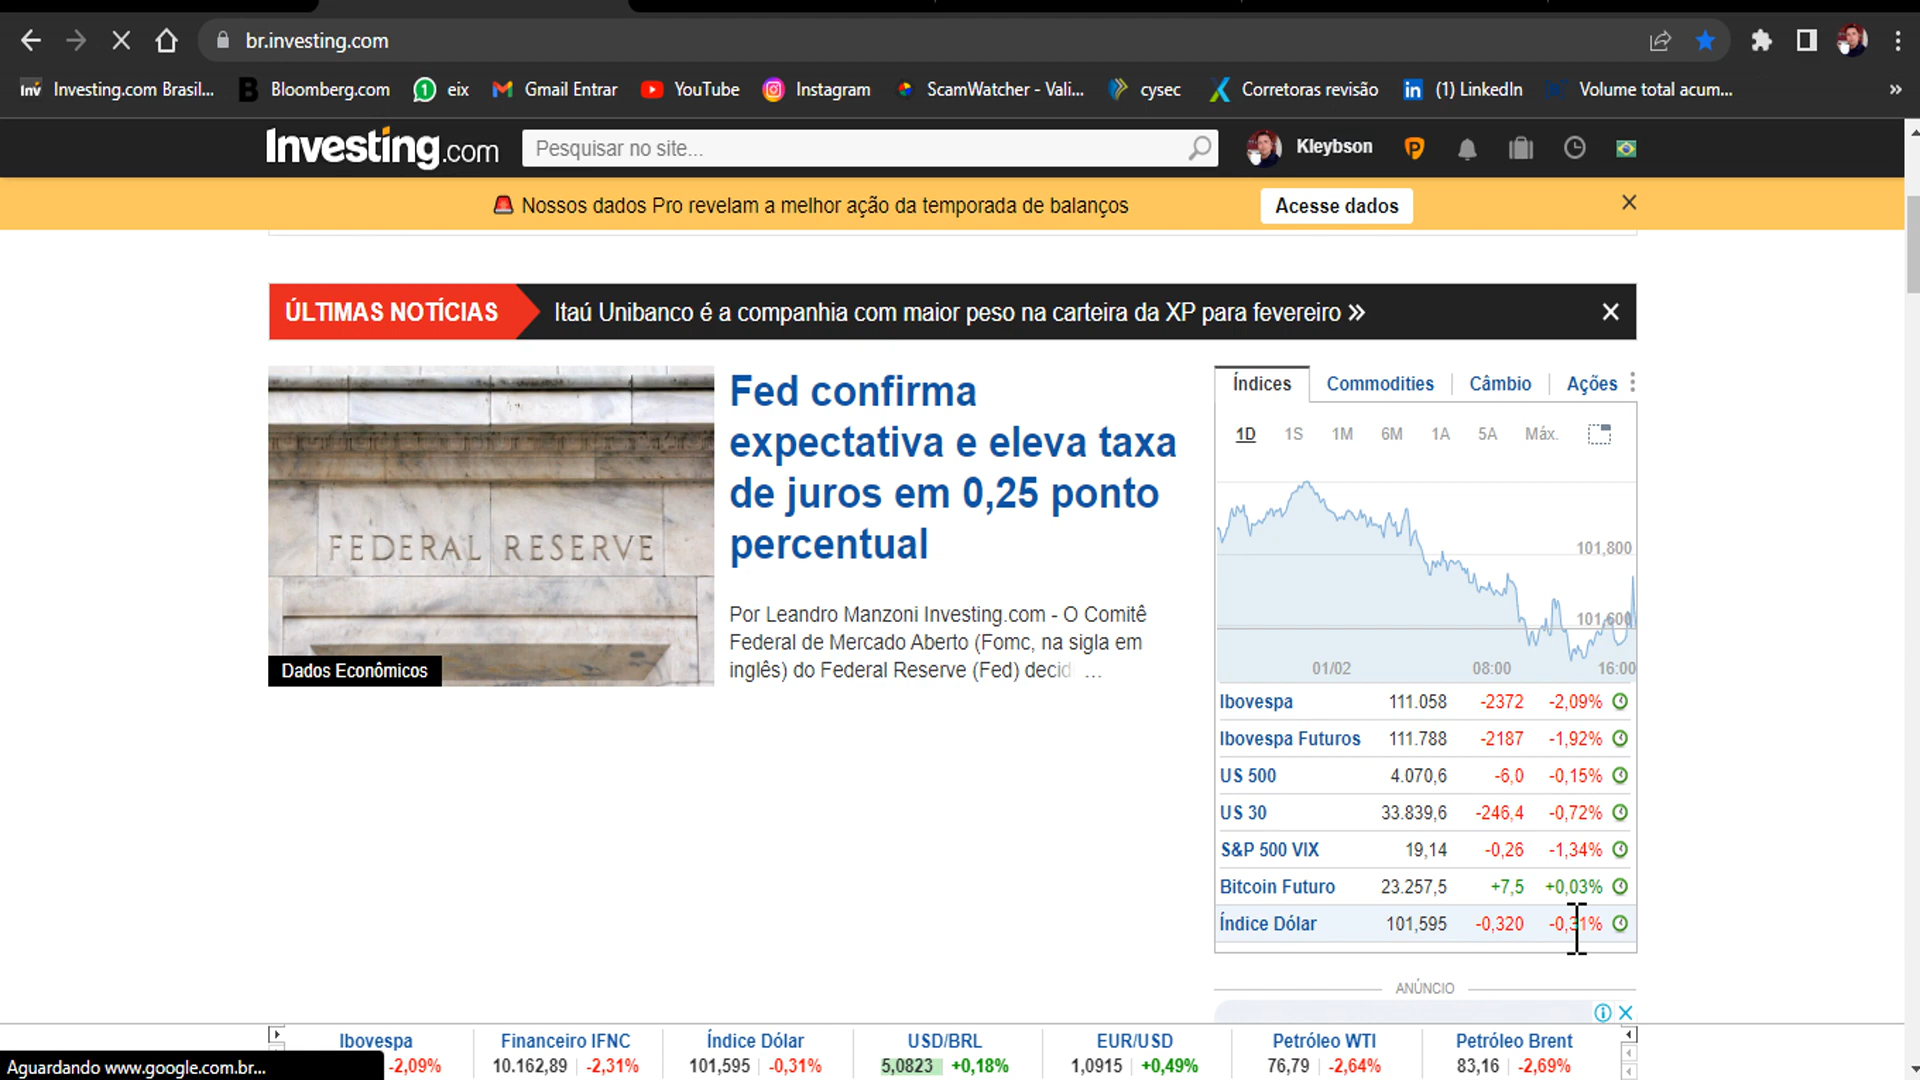 br.investing.com
inv Investing.com Brasil... B Bloomberg.com 1 eix Gmail Entrar YouTube Instagram ScamWatcher - Vali... cysec Corretoras revisão in (1) LinkedIn Volume total acum... »
Investing.com Pesquisar no site... Kleybson P
Nossos dados Pro revelam a melhor ação da temporada de balanços Acesse dados
ÚLTIMAS NOTÍCIAS Itaú Unibanco é a companhia com maior peso na carteira da XP para fevereiro »
FEDERAL RESERVE
Dados Econômicos
Fed confirma
expectativa e eleva taxa
de juros em 0,25 ponto
percentual
Por Leandro Manzoni Investing.com - O Comitê
Federal de Mercado Aberto (Fomc, na sigla em
inglês) do Federal Reserve (Fed) decid ...
Índices Commodities Câmbio Ações
1D 1S 1M 6M 1A 5A Máx.
101,800
101,600
01/02 08:00 16:00
Ibovespa 111.058 -2372 -2,09%
Ibovespa Futuros 111.788 -2187 -1,92%
US 500 4.070,6 -6,0 -0,15%
US 30 33.839,6 -246,4 -0,72%
S&P 500 VIX 19,14 -0,26 -1,34%
Bitcoin Futuro 23.257,5 +7,5 +0,03%
Índice Dólar 101,595 -0,320 -0,31%
ANÚNCIO
Ibovespa Financeiro IFNC Índice Dólar USD/BRL EUR/USD Petróleo WTI Petróleo Brent
-2,09% 10.162,89 -2,31% 101,595 -0,31% 5,0823 +0,18% 1,0915 +0,49% 76,79 -2,64% 83,16 -2,69%
Aguardando www.google.com.br...